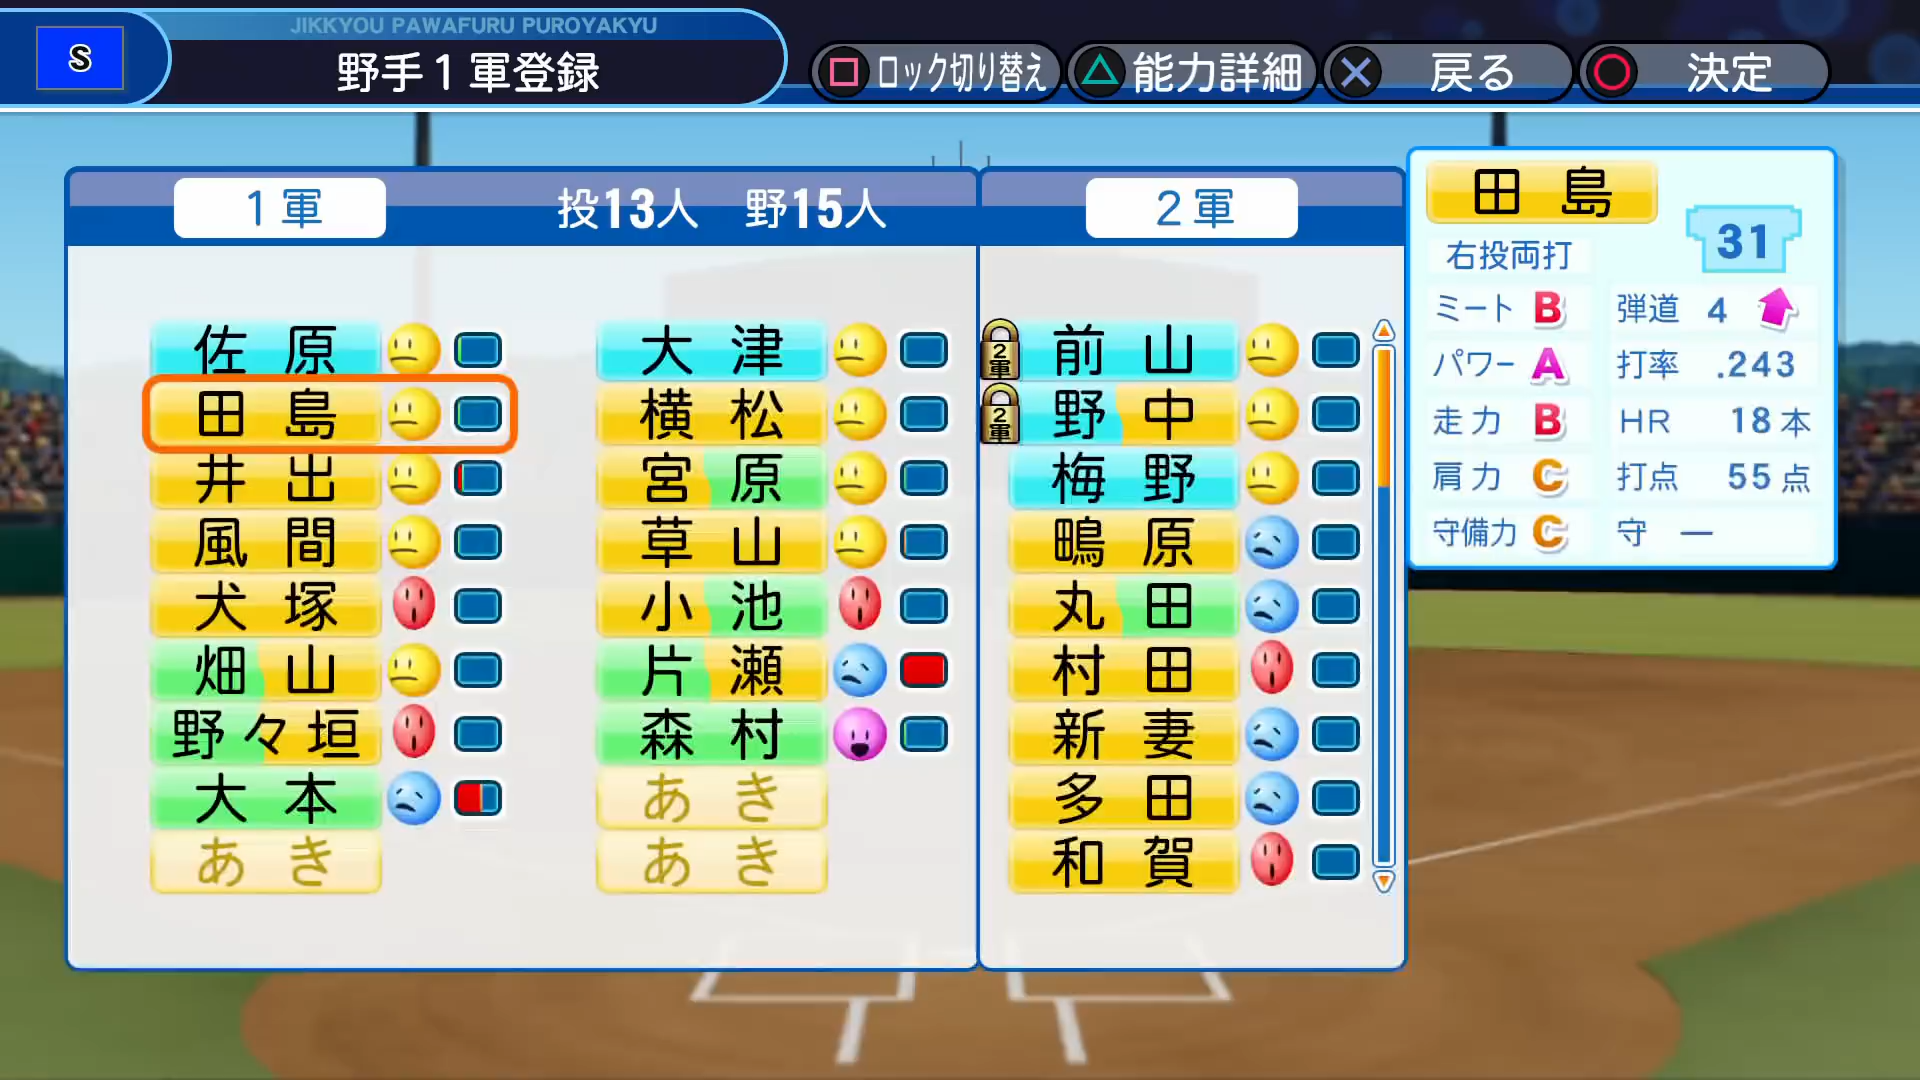 JIKKYOU PAWAFURU PUROYAKYU
S
野手1軍登録
ロック切り替え 能力詳細 戻る 決定
1軍 投13人 野15人
佐原
田島
井出
風間
犬塚
畑山
野々垣
大本
あき
大津
横松
宮原
草山
小池
片瀬
森村
あき
あき
2軍
2軍 前山
2軍 野中
梅野
鴫原
丸田
村田
新妻
多田
和賀
田島
31
右投両打
ミート B 弾道 4
パワー A 打率 .243
走力 B HR 18本
肩力 C 打点 55点
守備力 C 守 —